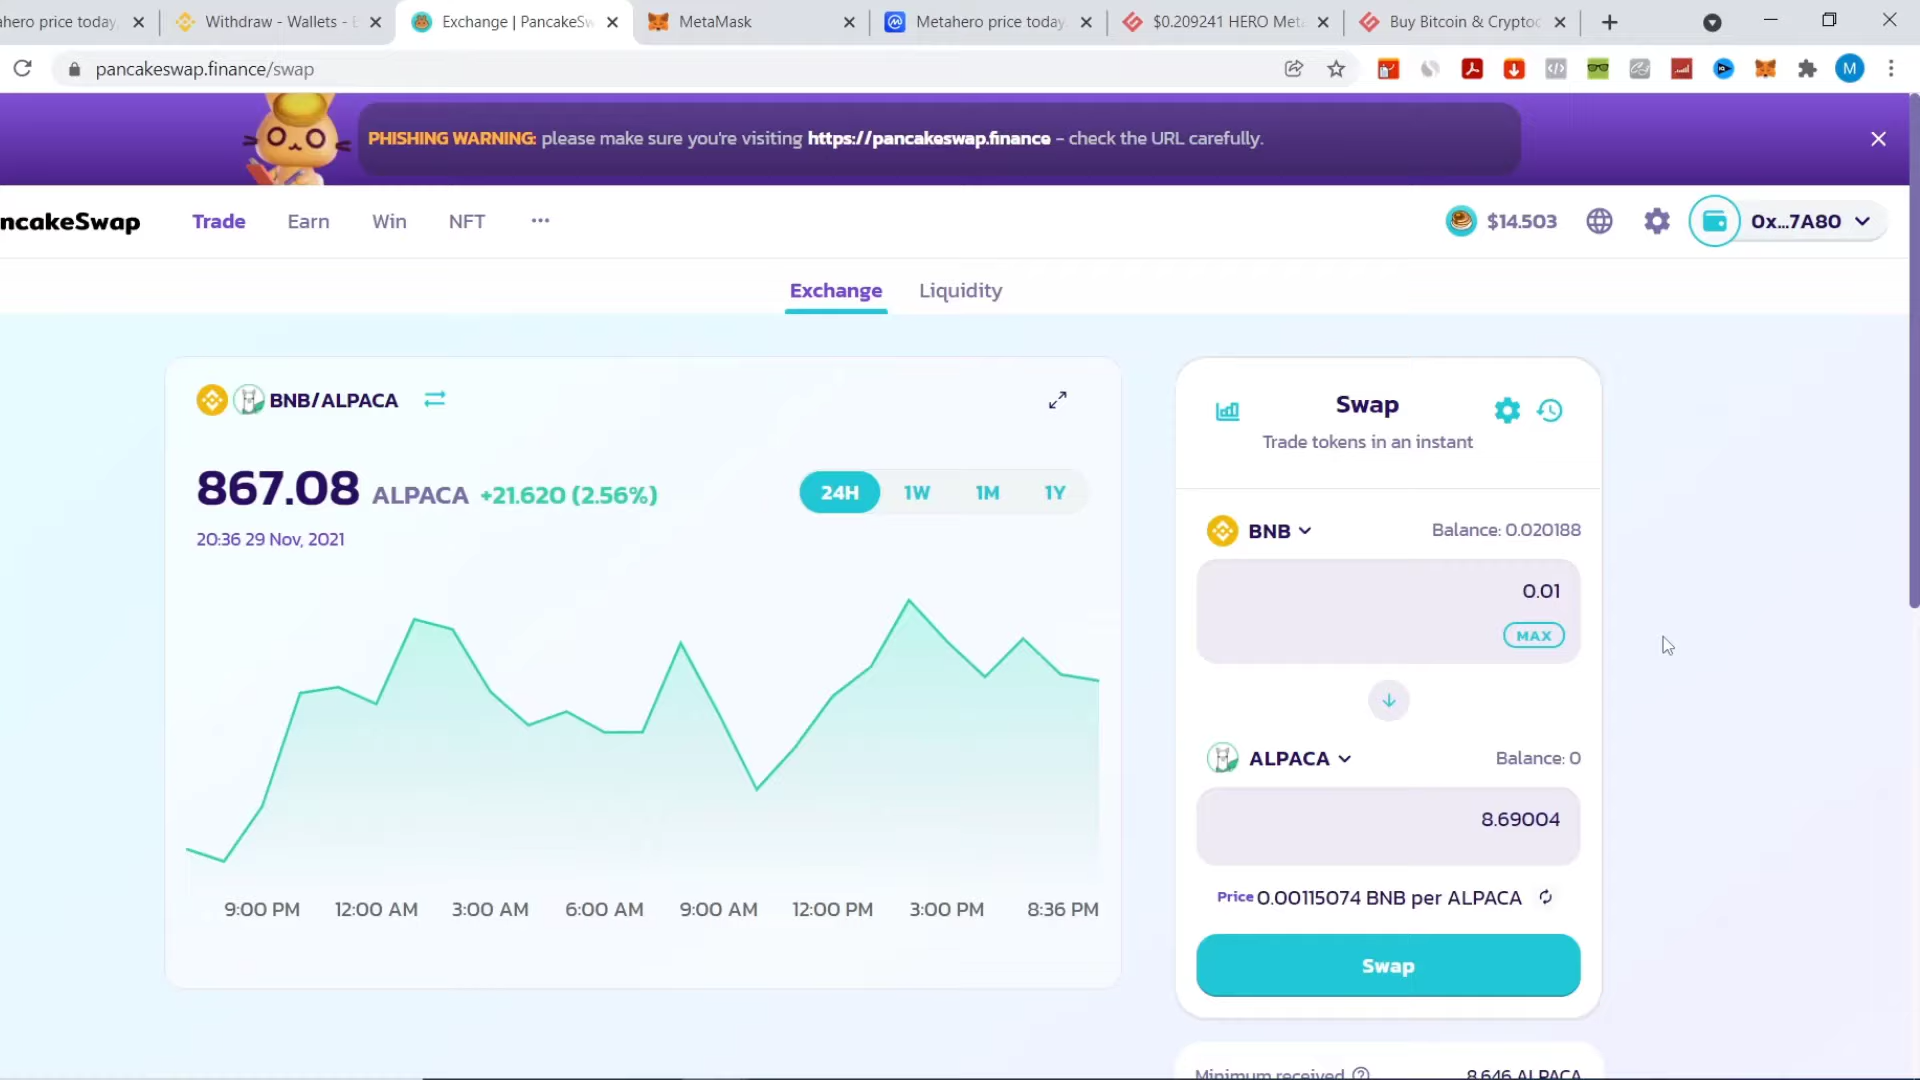 ahero price today,
Withdraw - Wallets -
Exchange | PancakeSw
MetaMask
Metahero price today,
$0.209241 HERO Meta
Buy Bitcoin & Crypto
pancakeswap.finance/swap
M
PHISHING WARNING: please make sure you're visiting https://pancakeswap.finance - check the URL carefully.
ncakeSwap
Trade
Earn
Win
NFT
$14.503
0x...7A80
Exchange
Liquidity
BNB/ALPACA
867.08 ALPACA +21.620 (2.56%)
20:36 29 Nov, 2021
24H
1W
1M
1Y
9:00 PM
12:00 AM
3:00 AM
6:00 AM
9:00 AM
12:00 PM
3:00 PM
8:36 PM
Swap
Trade tokens in an instant
BNB
Balance: 0.020188
0.01
MAX
ALPACA
Balance: 0
8.69004
Price 0.00115074 BNB per ALPACA
Swap
Minimum received
8.646 ALPACA